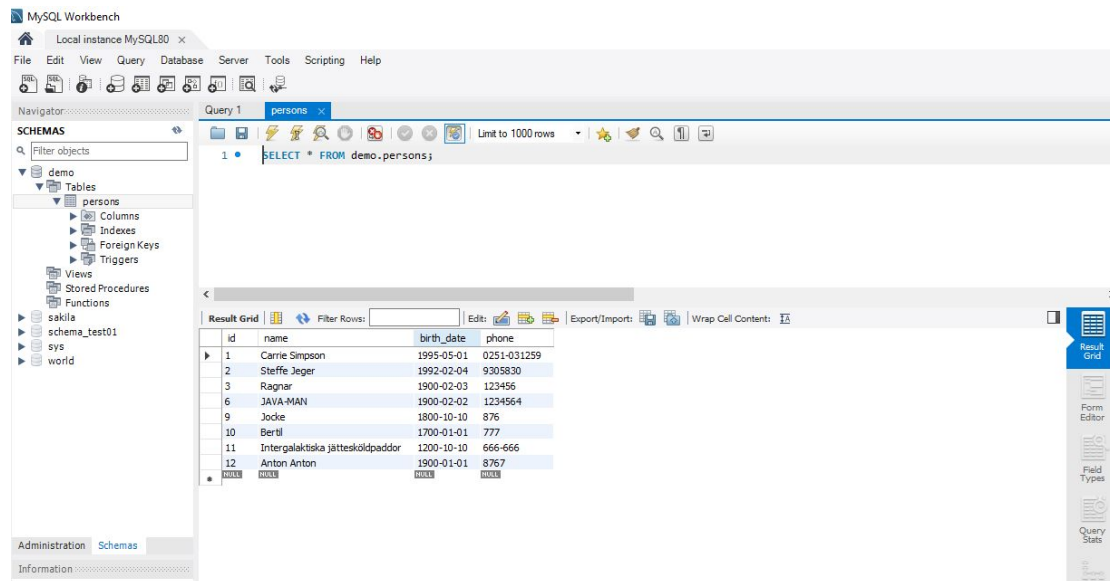 MySQL Workbench
Local instance MySQL80 ×
File Edit View Query Database Server Tools Scripting Help
Navigator
SCHEMAS
Filter objects
demo
Tables
persons
Columns
Indexes
Foreign Keys
Triggers
Views
Stored Procedures
Functions
sakila
schema_test01
sys
world
Administration Schemas
Information
Query 1 persons ×
Limit to 1000 rows
1 SELECT * FROM demo.persons;
Result Grid Filter Rows: Edit: Export/Import: Wrap Cell Content:
id name birth_date phone
1 Carrie Simpson 1995-05-01 0251-031259
2 Steffe Jeger 1992-02-04 9305830
3 Ragnar 1900-02-03 123456
6 JAVA-MAN 1900-02-02 1234564
9 Jocke 1800-10-10 876
10 Bertil 1700-01-01 777
11 Intergalaktiska jättesköldpaddor 1200-10-10 666-666
12 Anton Anton 1900-01-01 8767
NULL NULL NULL NULL
Result
Grid
Form
Editor
Field
Types
Query
Stats